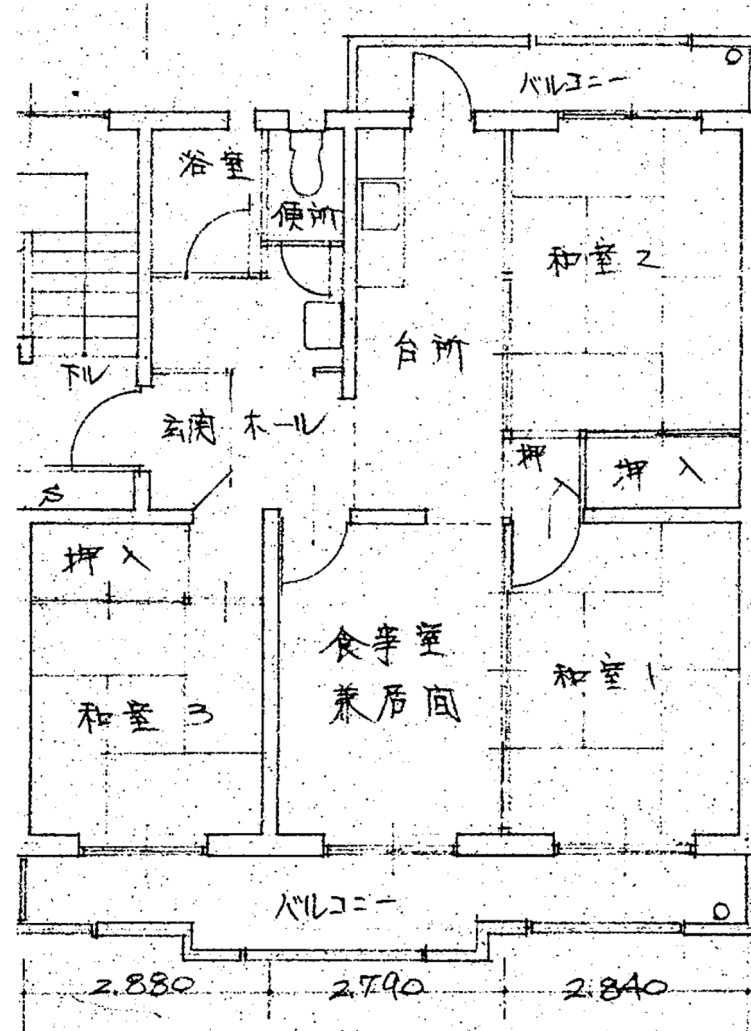 バルコニー
浴室
便所
和室 2
台所
下ル
玄関 ホール
押入
押 入
S
押 入
食事室
兼居間
和室 1
和室 3
バルコニー
2.880 2.790 2.840